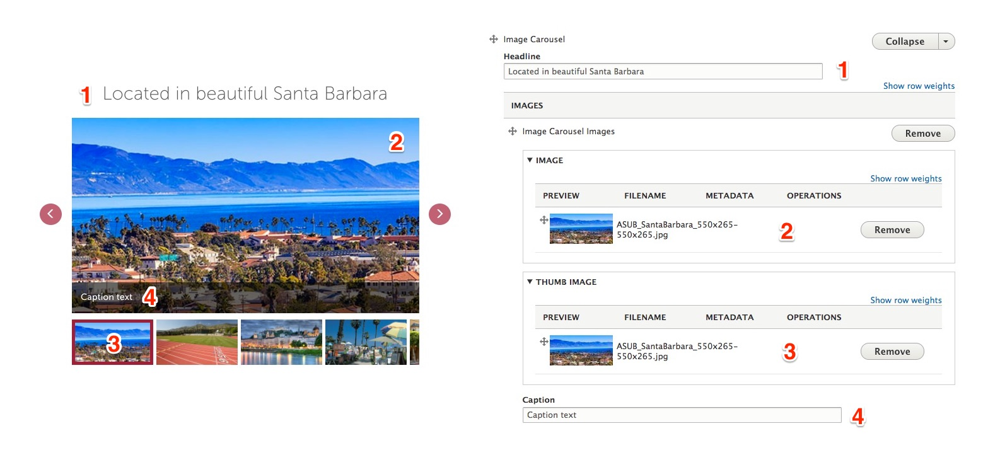 1 Located in beautiful Santa Barbara
2
Caption text 4
3
Image Carousel
Collapse
Headline
Located in beautiful Santa Barbara
1
Show row weights
IMAGES
Image Carousel Images
Remove
IMAGE
Show row weights
PREVIEW FILENAME METADATA OPERATIONS
ASUB_SantaBarbara_550x265-
550x265.jpg
2
Remove
THUMB IMAGE
Show row weights
PREVIEW FILENAME METADATA OPERATIONS
ASUB_SantaBarbara_550x265-
550x265.jpg
3
Remove
Caption
Caption text
4